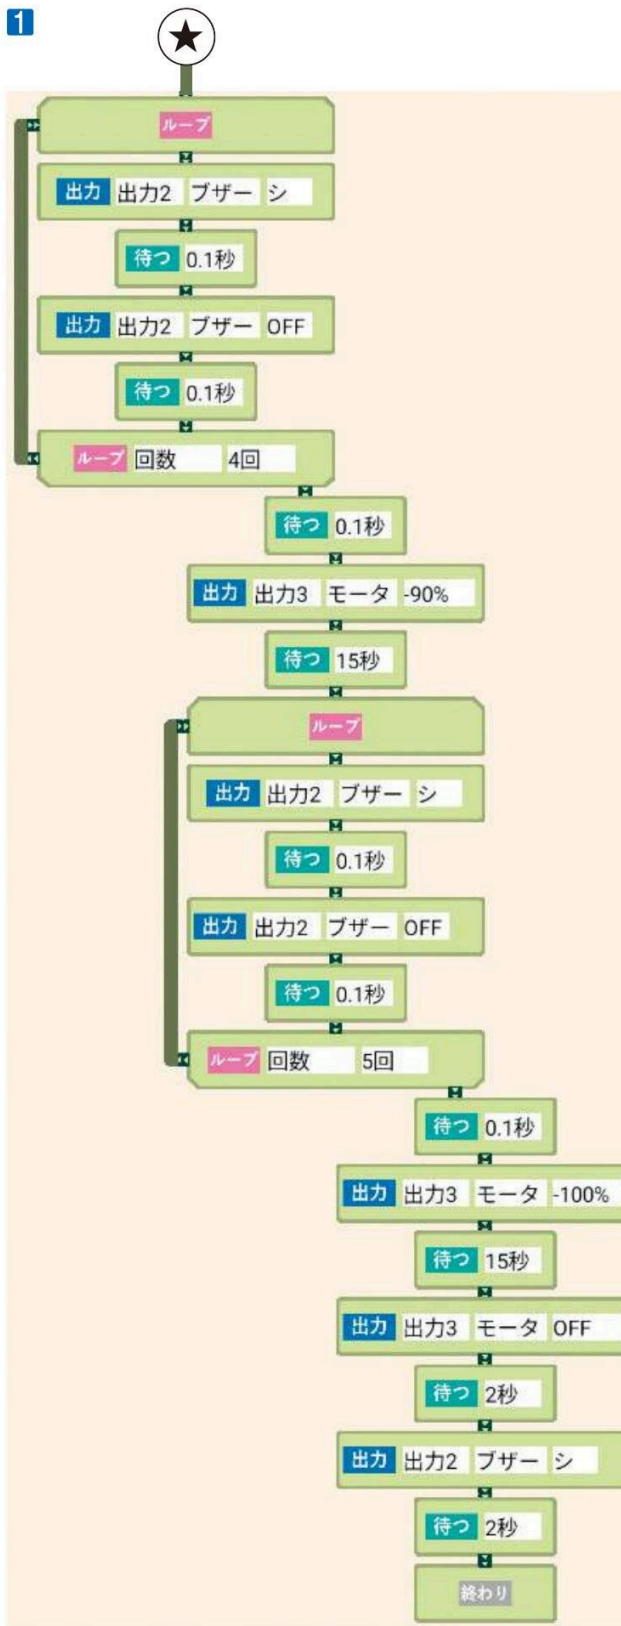 1
ループ
出力 出力2 ブザー シ
待つ 0.1秒
出力 出力2 ブザー OFF
待つ 0.1秒
ループ 回数 4回
待つ 0.1秒
出力 出力3 モータ -90%
待つ 15秒
ループ
出力 出力2 ブザー シ
待つ 0.1秒
出力 出力2 ブザー OFF
待つ 0.1秒
ループ 回数 5回
待つ 0.1秒
出力 出力3 モータ -100%
待つ 15秒
出力 出力3 モータ OFF
待つ 2秒
出力 出力2 ブザー シ
待つ 2秒
終わり